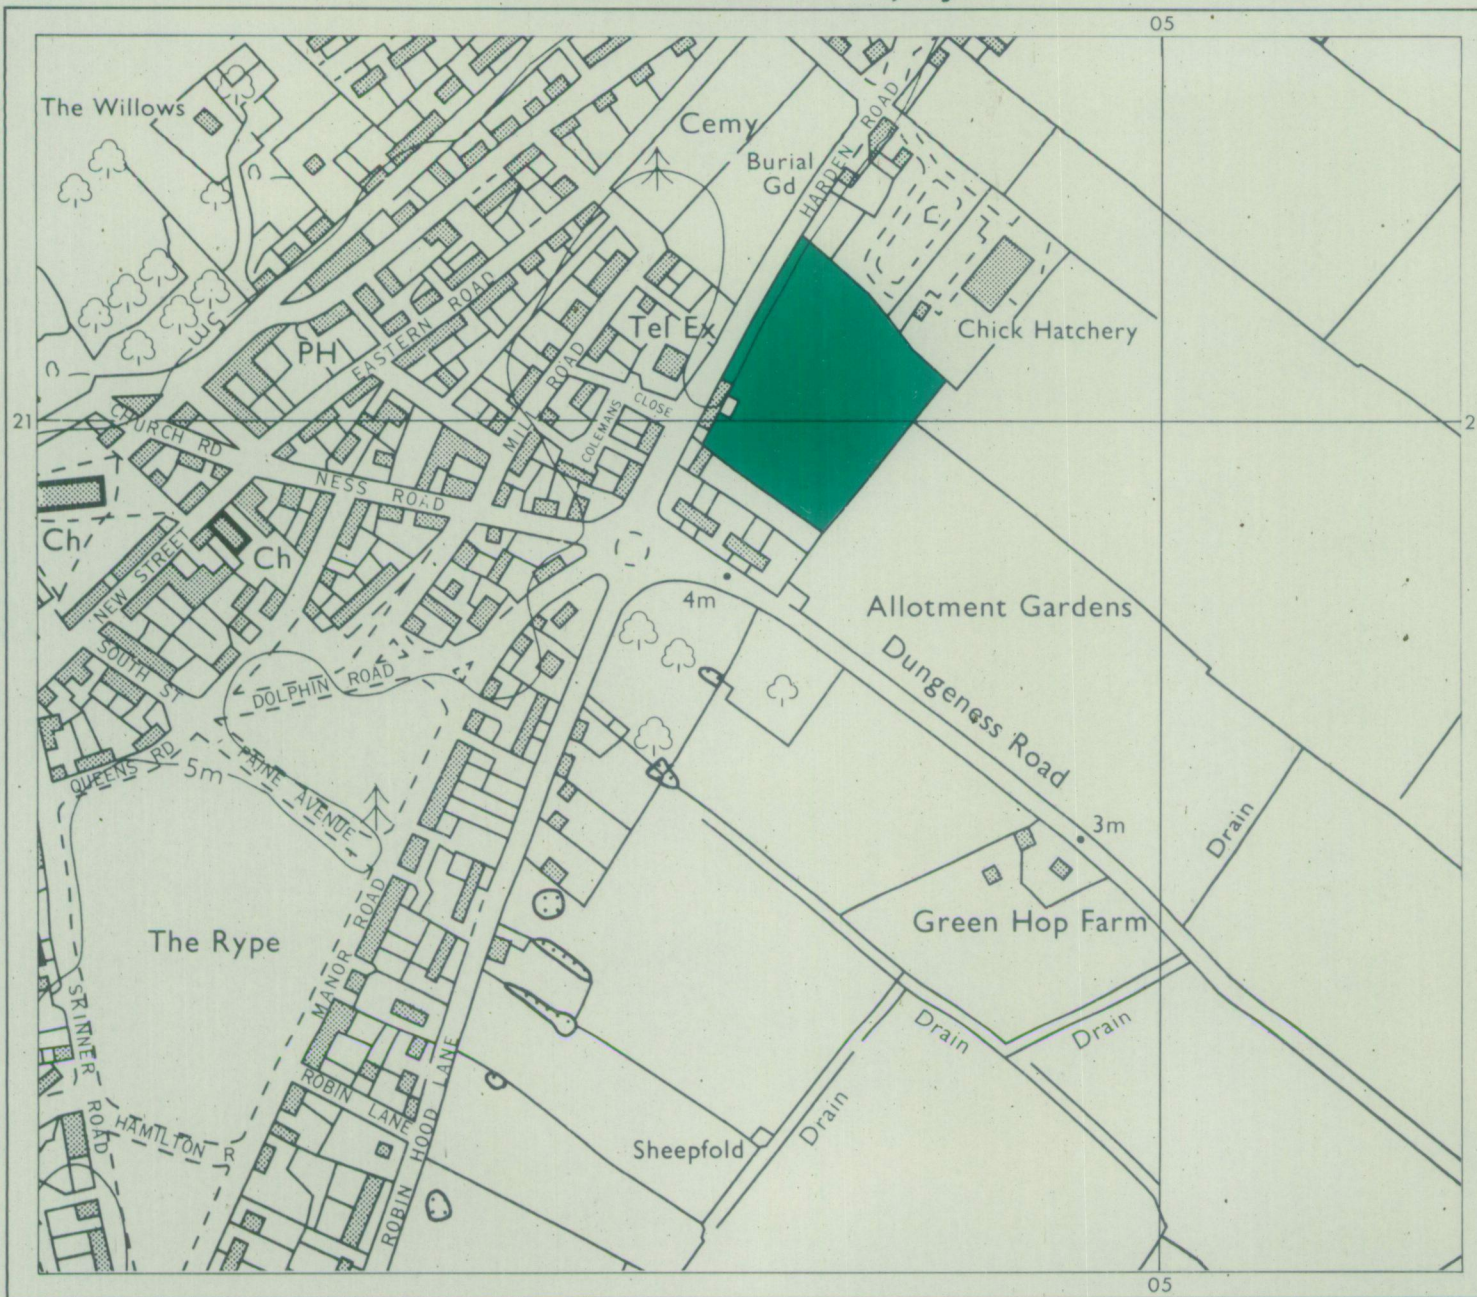 05
The Willows
Cemy
Burial
Gd
HARDEN ROAD
5m
Chick Hatchery
Tel Ex
PH
EASTERN ROAD
MILL ROAD
COLEMANS
CLOSE
21
2
CHURCH RD
NESS ROAD
Ch
Ch
NEW STREET
4m
Allotment Gardens
SOUTH ST
DOLPHIN ROAD
Dungeness Road
QUEENS RD
5m
PAINE AVENUE
3m
Drain
Green Hop Farm
The Rype
MANOR ROAD
SKINNER ROAD
Drain
Drain
ROBIN LANE
ROBIN HOOD LANE
Drain
HAMILTON R
Sheepfold
05